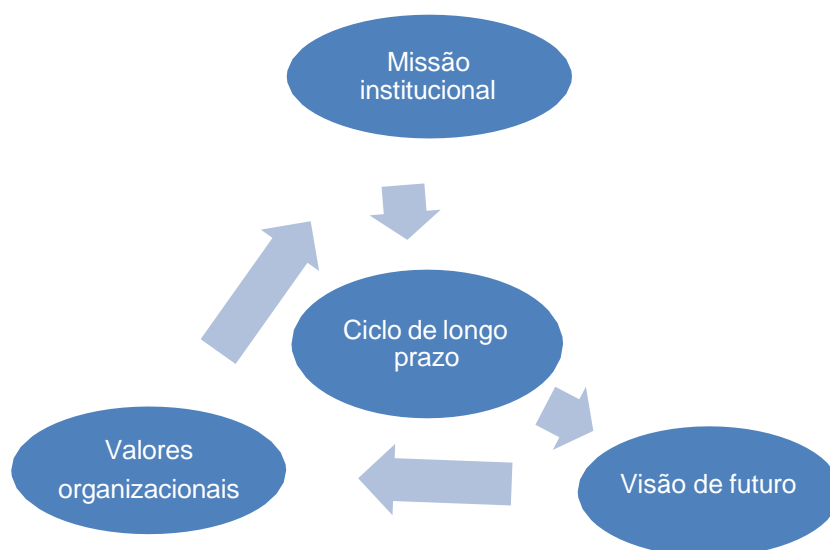 Missão
institucional
Ciclo de longo
prazo
Valores
organizacionais
Visão de futuro